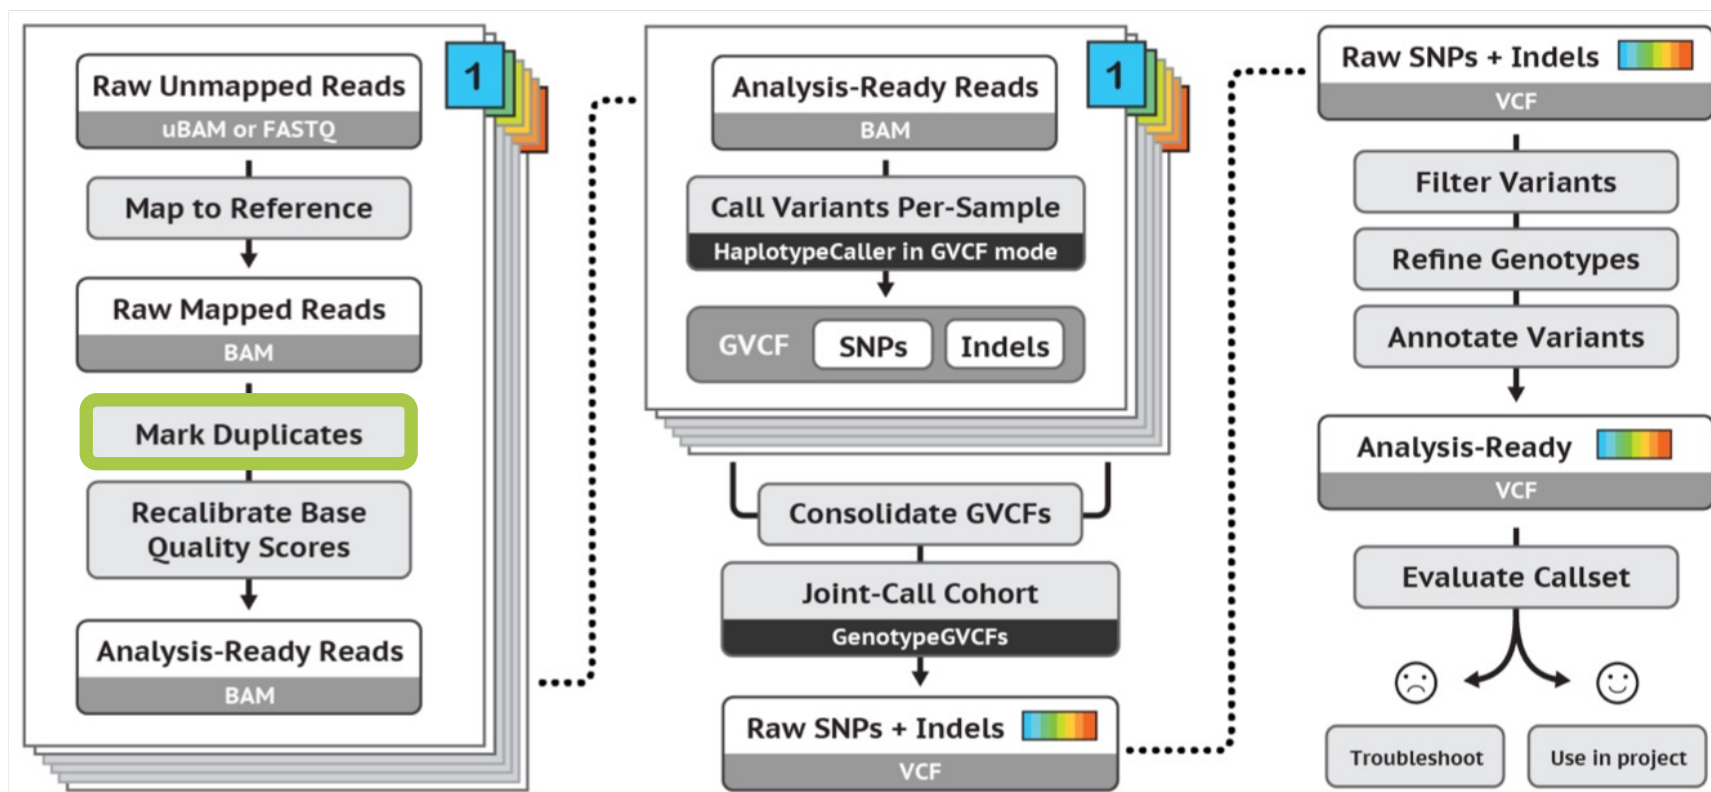 1
Raw Unmapped Reads
uBAM or FASTQ
Map to Reference
Raw Mapped Reads
BAM
Mark Duplicates
Recalibrate Base
Quality Scores
Analysis-Ready Reads
BAM
1
Analysis-Ready Reads
BAM
Call Variants Per-Sample
HaplotypeCaller in GVCF mode
GVCF SNPs Indels
Consolidate GVCFs
Joint-Call Cohort
GenotypeGVCFs
Raw SNPs + Indels
VCF
Raw SNPs + Indels
VCF
Filter Variants
Refine Genotypes
Annotate Variants
Analysis-Ready
VCF
Evaluate Callset
Troubleshoot
Use in project